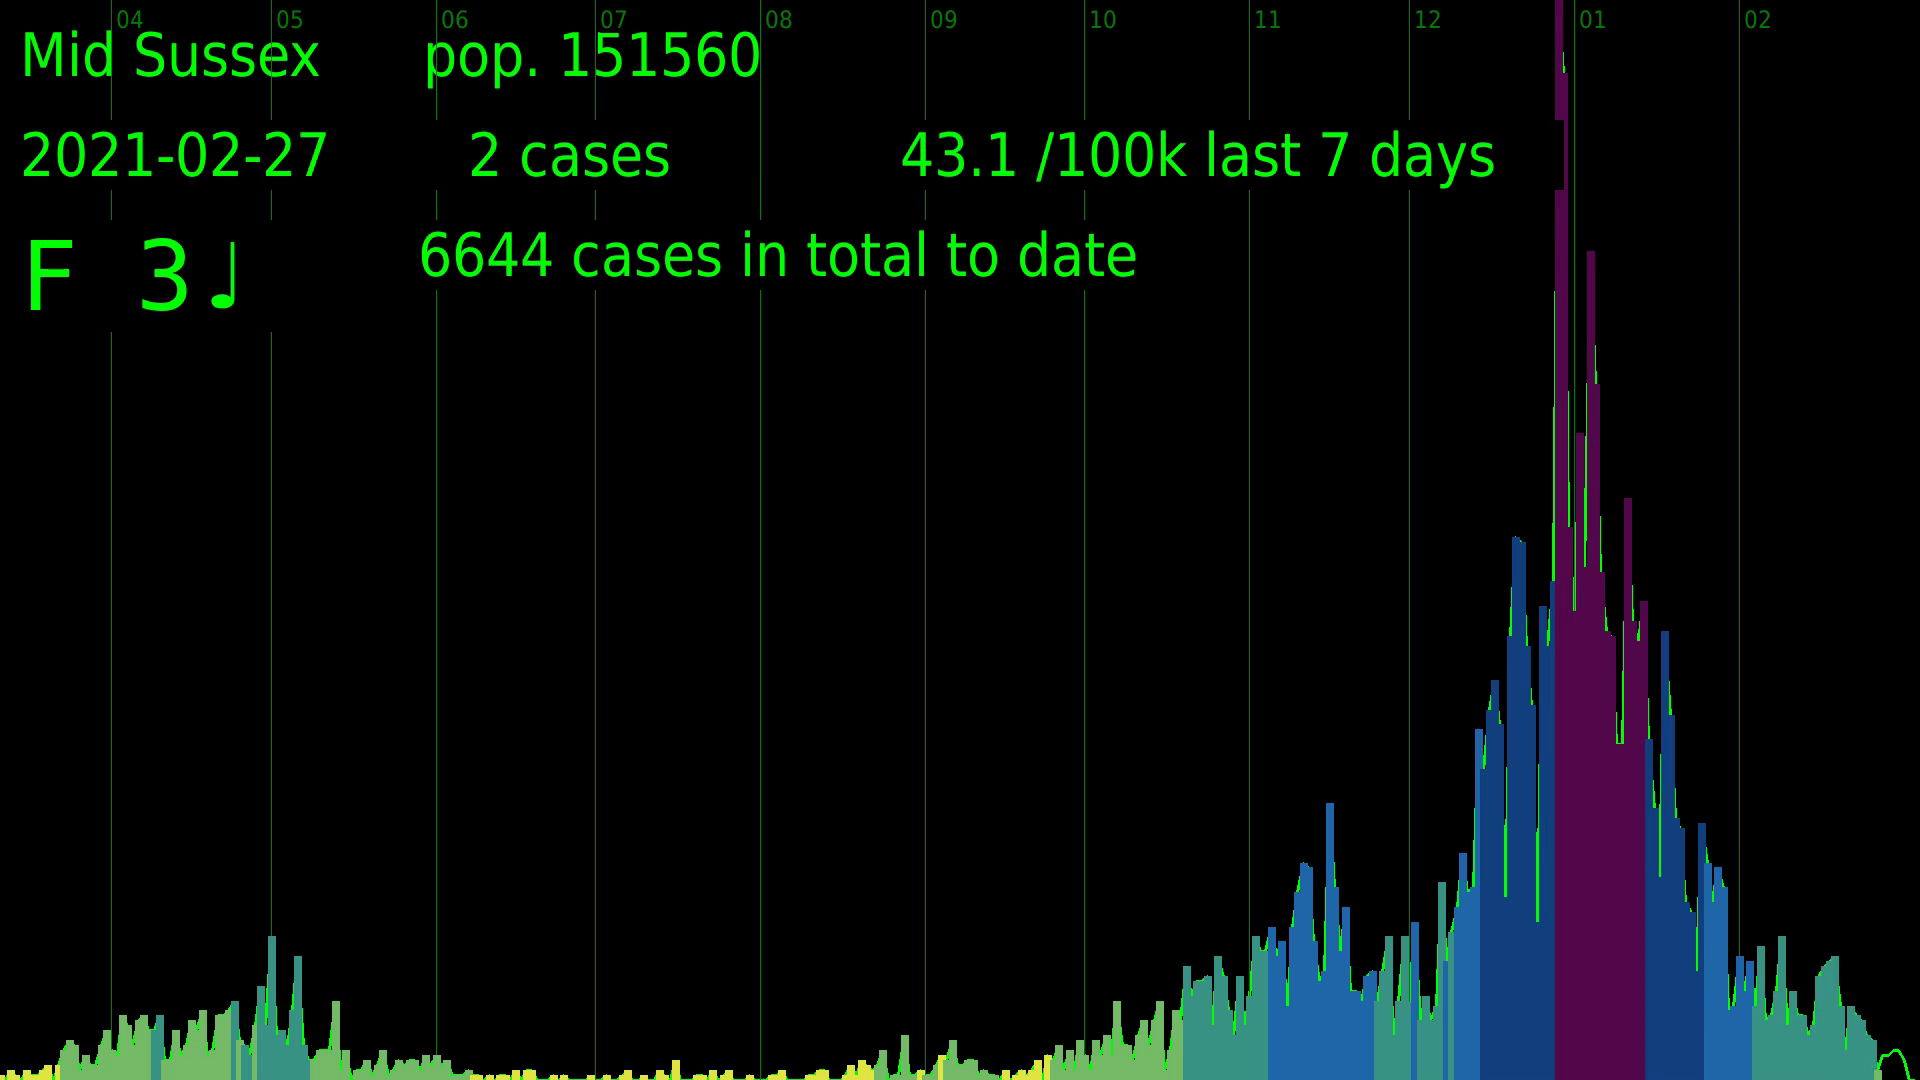 04 05 06 07 08 09 10 11 12 01 02
Mid Sussex pop. 151560
2021-02-27 2 cases 43.1 /100k last 7 days
F 3♩ 6644 cases in total to date